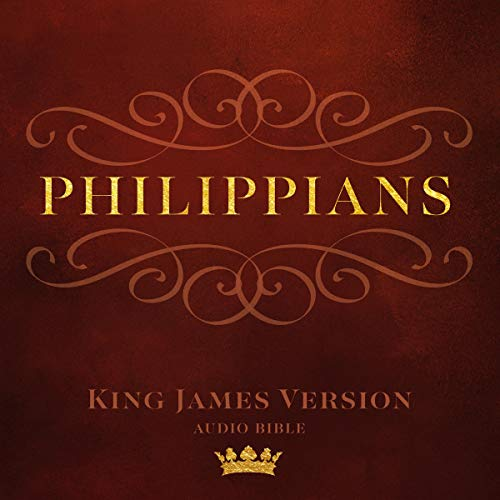 PHILIPPIANS
KING JAMES VERSION
AUDIO BIBLE